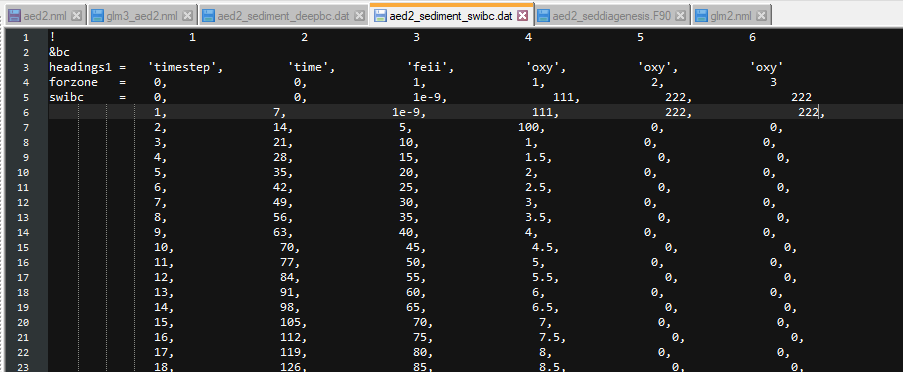 aed2.nml glm3_aed2.nml aed2_sediment_deepbc.dat aed2_sediment_swibc.dat aed2_seddiagenesis.F90 glm2.nml
1 ! 1 2 3 4 5 6
2 &bc
3 headings1 = 'timestep', 'time', 'feii', 'oxy', 'oxy', 'oxy'
4 forzone = 0, 0, 1, 1, 2, 3
5 swibc = 0, 0, 1e-9, 111, 222, 222
6 1, 7, 1e-9, 111, 222, 222,
7 2, 14, 5, 100, 0, 0,
8 3, 21, 10, 1, 0, 0,
9 4, 28, 15, 1.5, 0, 0,
10 5, 35, 20, 2, 0, 0,
11 6, 42, 25, 2.5, 0, 0,
12 7, 49, 30, 3, 0, 0,
13 8, 56, 35, 3.5, 0, 0,
14 9, 63, 40, 4, 0, 0,
15 10, 70, 45, 4.5, 0, 0,
16 11, 77, 50, 5, 0, 0,
17 12, 84, 55, 5.5, 0, 0,
18 13, 91, 60, 6, 0, 0,
19 14, 98, 65, 6.5, 0, 0,
20 15, 105, 70, 7, 0, 0,
21 16, 112, 75, 7.5, 0, 0,
22 17, 119, 80, 8, 0, 0,
23 18, 126, 85, 8.5, 0, 0,